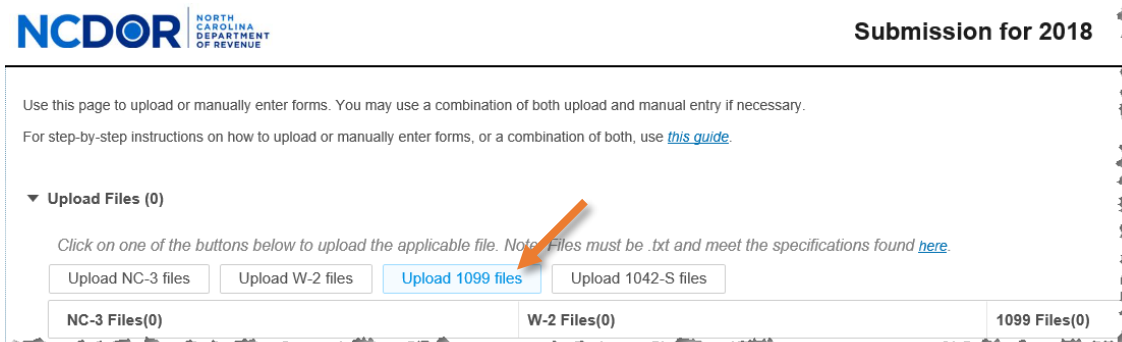 NCDOR NORTH
CAROLINA
DEPARTMENT
OF REVENUE
Submission for 2018
Use this page to upload or manually enter forms. You may use a combination of both upload and manual entry if necessary.
For step-by-step instructions on how to upload or manually enter forms, or a combination of both, use this guide.
Upload Files (0)
Click on one of the buttons below to upload the applicable file. Note: Files must be .txt and meet the specifications found here.
Upload NC-3 files Upload W-2 files Upload 1099 files Upload 1042-S files
NC-3 Files(0) W-2 Files(0) 1099 Files(0)